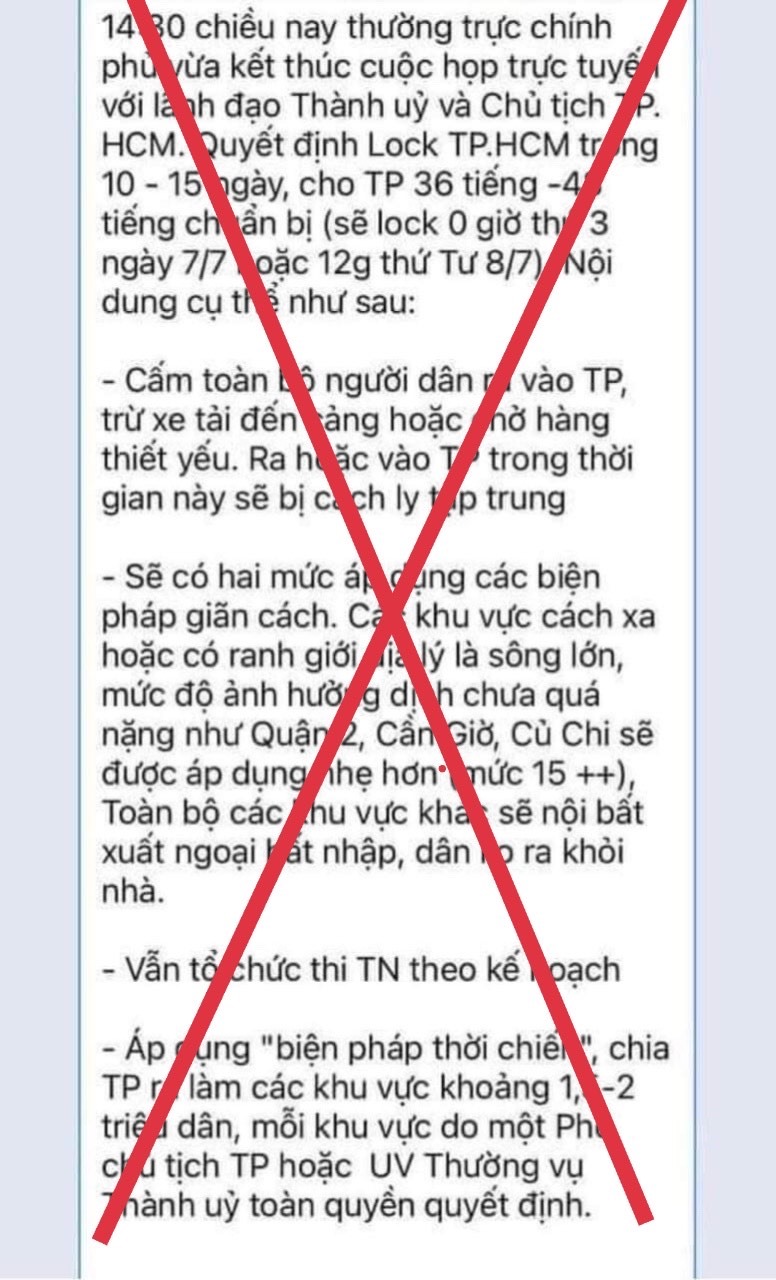 14h30 chiều nay thường trực chính
phủ vừa kết thúc cuộc họp trực tuyến
với lãnh đạo Thành uỷ và Chủ tịch TP.
HCM. Quyết định Lock TP.HCM trong
10 - 15 ngày, cho TP 36 tiếng -48
tiếng chuẩn bị (sẽ lock 0 giờ thứ 3
ngày 7/7 hoặc 12g thứ Tư 8/7). Nội
dung cụ thể như sau:
- Cấm toàn bộ người dân ra vào TP,
trừ xe tải đến cảng hoặc chở hàng
thiết yếu. Ra hoặc vào TP trong thời
gian này sẽ bị cách ly tập trung
- Sẽ có hai mức áp dụng các biện
pháp giãn cách. Các khu vực cách xa
hoặc có ranh giới địa lý là sông lớn,
mức độ ảnh hưởng dịch chưa quá
nặng như Quận 2, Cần Giờ, Củ Chi sẽ
được áp dụng nhẹ hơn (mức 15 ++),
Toàn bộ các khu vực khác sẽ nội bất
xuất ngoại bất nhập, dân ko ra khỏi
nhà.
- Vẫn tổ chức thi TN theo kế hoạch
- Áp dụng "biện pháp thời chiến", chia
TP ra làm các khu vực khoảng 1,5-2
triệu dân, mỗi khu vực do một Phó
chủ tịch TP hoặc UV Thường vụ
Thành uỷ toàn quyền quyết định.